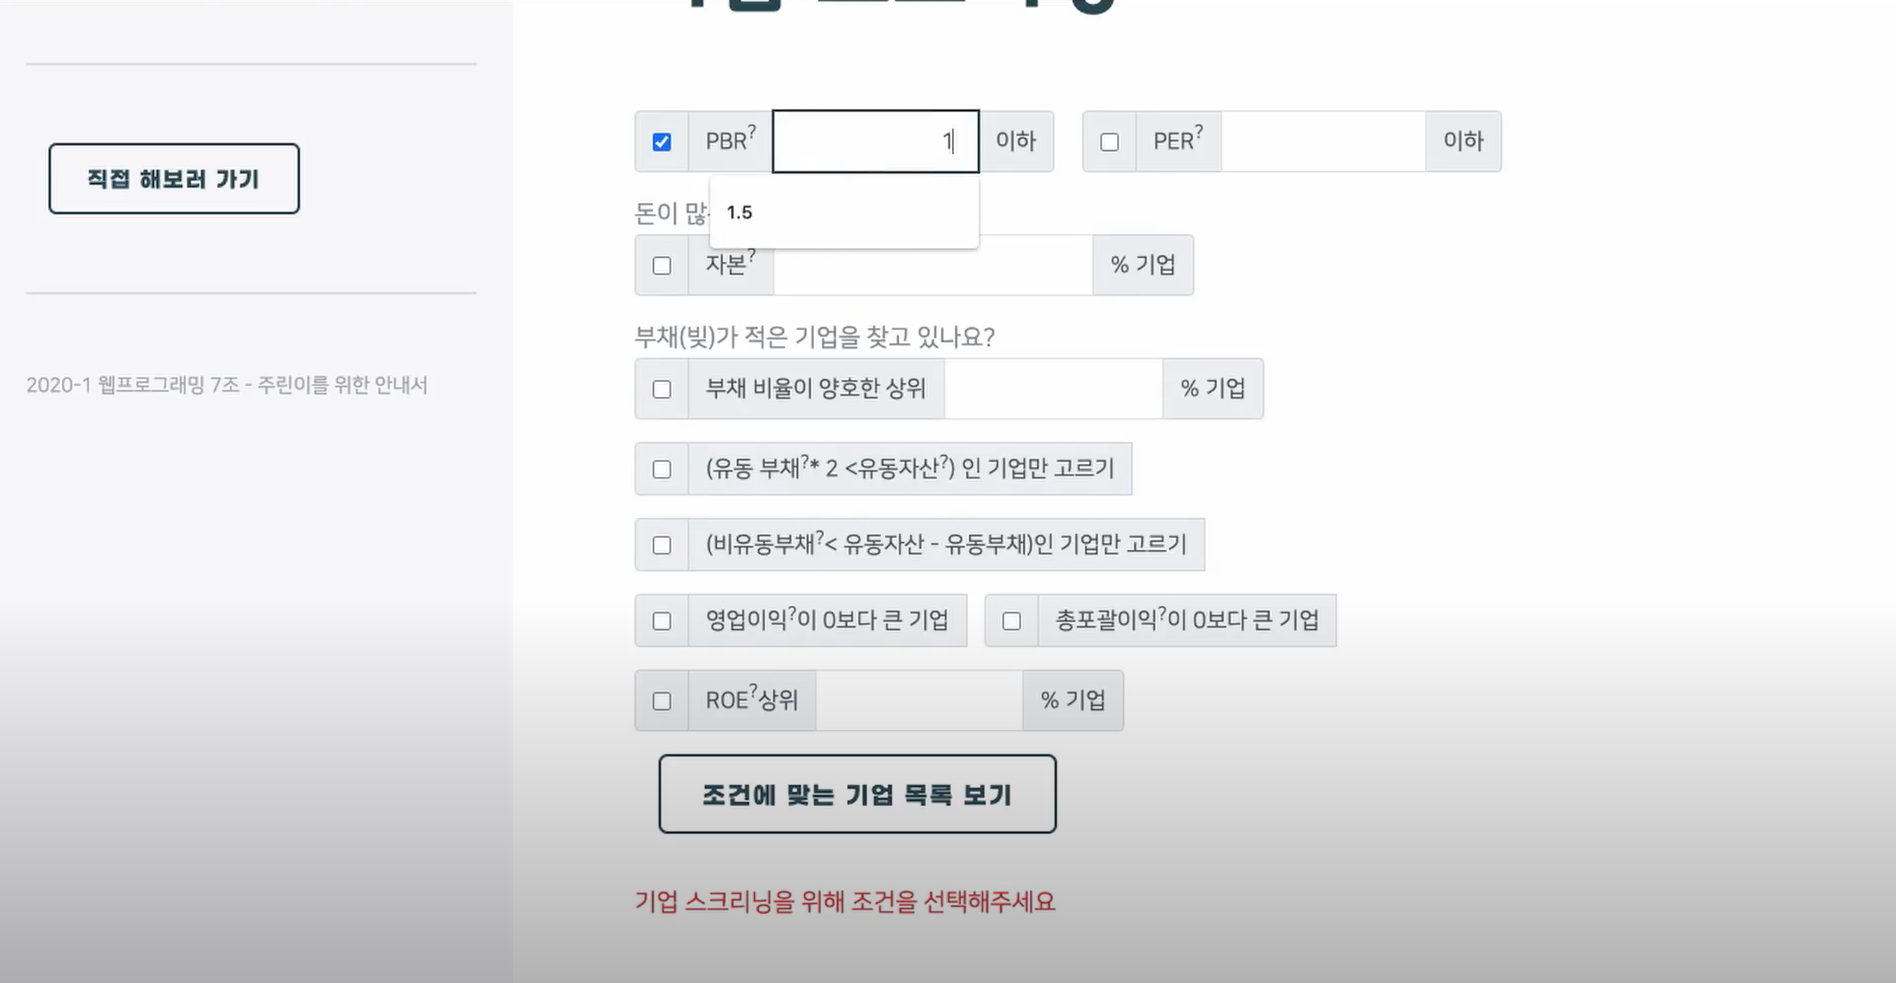 직접 해보러 가기
2020-1 웹프로그래밍 7조 - 주린이를 위한 안내서
PBR? 1 이하 PER? 이하
1.5
돈이
자본? % 기업
부채(빚)가 적은 기업을 찾고 있나요?
부채 비율이 양호한 상위 % 기업
(유동 부채?* 2 <유동자산?) 인 기업만 고르기
(비유동부채?< 유동자산 - 유동부채)인 기업만 고르기
영업이익?이 0보다 큰 기업 총포괄이익?이 0보다 큰 기업
ROE?상위 % 기업
조건에 맞는 기업 목록 보기
기업 스크리닝을 위해 조건을 선택해주세요